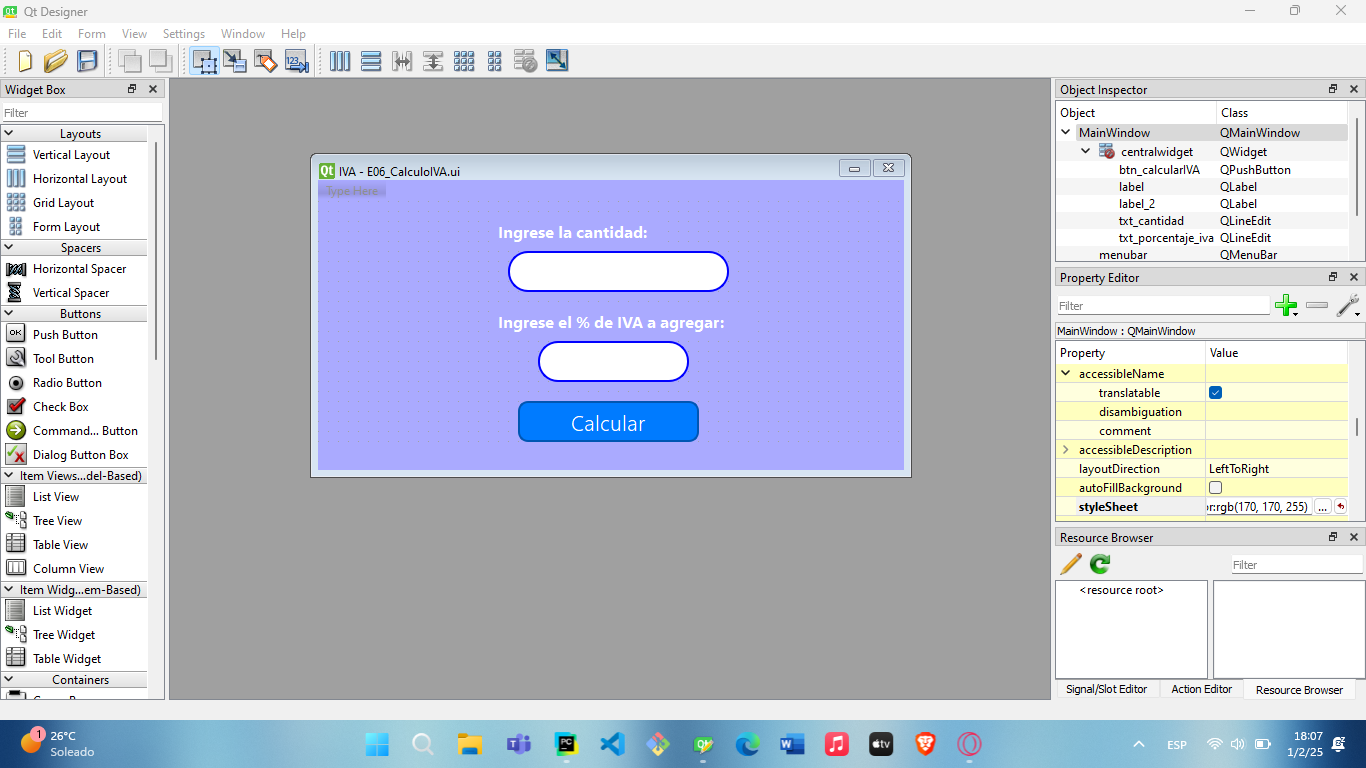 Qt Designer
File Edit Form View Settings Window Help
Widget Box
Filter
Layouts
Vertical Layout
Horizontal Layout
Grid Layout
Form Layout
Spacers
Horizontal Spacer
Vertical Spacer
Buttons
OK Push Button
Tool Button
Radio Button
Check Box
Command... Button
Dialog Button Box
Item Views...del-Based)
List View
Tree View
Table View
Column View
Item Widg...em-Based)
List Widget
Tree Widget
Table Widget
Containers
Qt IVA - E06_CalculoIVA.ui
Type Here
Ingrese la cantidad:
Ingrese el % de IVA a agregar:
Calcular
Object Inspector
Object Class
MainWindow QMainWindow
centralwidget QWidget
btn_calcularIVA QPushButton
label QLabel
label_2 QLabel
txt_cantidad QLineEdit
txt_porcentaje_iva QLineEdit
menubar QMenuBar
Property Editor
Filter
MainWindow : QMainWindow
Property Value
accessibleName
translatable
disambiguation
comment
accessibleDescription
layoutDirection LeftToRight
autoFillBackground
styleSheet or:rgb(170, 170, 255) ...
Resource Browser
Filter
<resource root>
Signal/Slot Editor Action Editor Resource Browser
1
26°C
Soleado
ESP
18:07
1/2/25